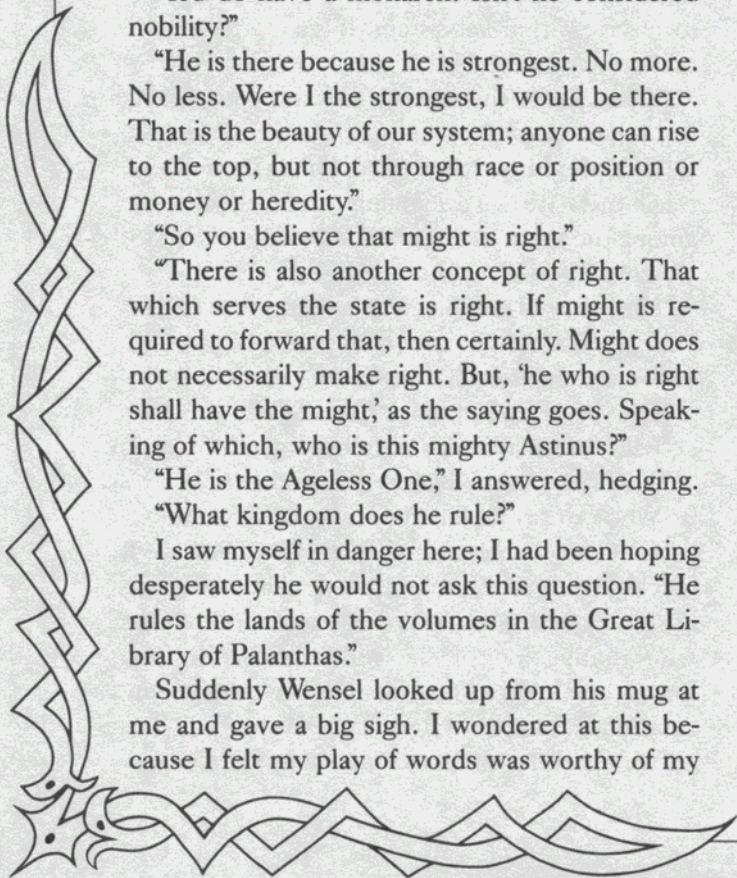 nobility?”
“He is there because he is strongest. No more.
No less. Were I the strongest, I would be there.
That is the beauty of our system; anyone can rise
to the top, but not through race or position or
money or heredity.”
“So you believe that might is right.”
“There is also another concept of right. That
which serves the state is right. If might is re-
quired to forward that, then certainly. Might does
not necessarily make right. But, ‘he who is right
shall have the might,’ as the saying goes. Speak-
ing of which, who is this mighty Astinus?”
“He is the Ageless One,” I answered, hedging.
“What kingdom does he rule?”
I saw myself in danger here; I had been hoping
desperately he would not ask this question. “He
rules the lands of the volumes in the Great Li-
brary of Palanthas.”
Suddenly Wensel looked up from his mug at
me and gave a big sigh. I wondered at this be-
cause I felt my play of words was worthy of my